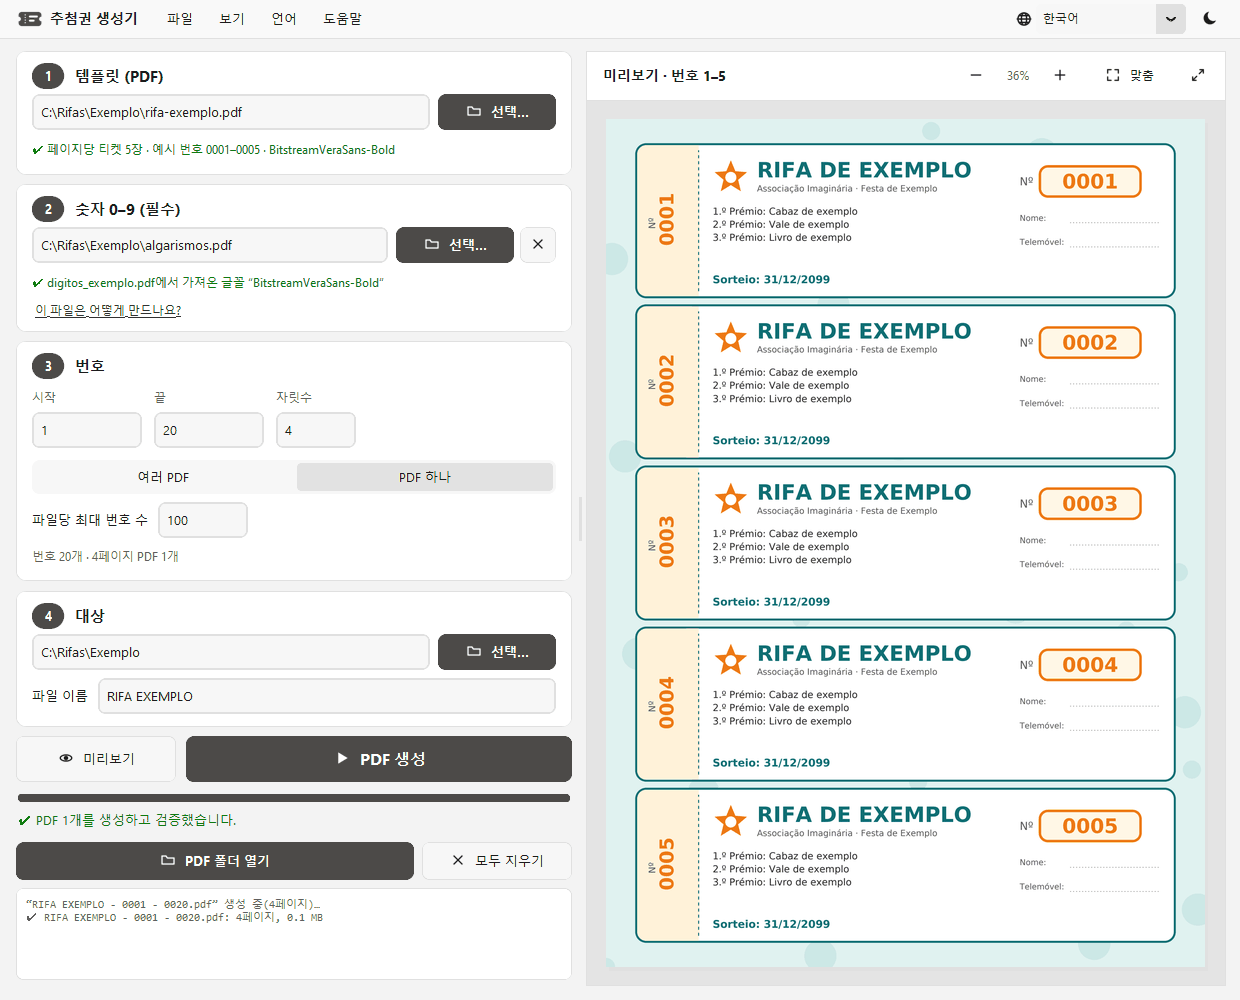 추첨권 생성기
파일
보기
언어
도움말
한국어
1 템플릿 (PDF)
C:\Rifas\Exemplo\rifa-exemplo.pdf
선택...
✔ 페이지당 티켓 5장 · 예시 번호 0001–0005 · BitstreamVeraSans-Bold
2 숫자 0–9 (필수)
C:\Rifas\Exemplo\algarismos.pdf
선택...
✔ digitos_exemplo.pdf에서 가져온 글꼴 “BitstreamVeraSans-Bold”
이 파일은 어떻게 만드나요?
3 번호
시작
끝
자릿수
1
20
4
여러 PDF
PDF 하나
파일당 최대 번호 수
100
번호 20개 · 4페이지 PDF 1개
4 대상
C:\Rifas\Exemplo
선택...
파일 이름
RIFA EXEMPLO
미리보기
PDF 생성
✔ PDF 1개를 생성하고 검증했습니다.
PDF 폴더 열기
모두 지우기
“RIFA EXEMPLO - 0001 - 0020.pdf” 생성 중(4페이지)…
✔ RIFA EXEMPLO - 0001 - 0020.pdf: 4페이지, 0.1 MB
미리보기 · 번호 1–5
36%
맞춤
Nº 0001
RIFA DE EXEMPLO
Associação Imaginária · Festa de Exemplo
1.º Prémio: Cabaz de exemplo
2.º Prémio: Vale de exemplo
3.º Prémio: Livro de exemplo
Sorteio: 31/12/2099
Nº 0001
Nome:
Telemóvel:
Nº 0002
RIFA DE EXEMPLO
Associação Imaginária · Festa de Exemplo
1.º Prémio: Cabaz de exemplo
2.º Prémio: Vale de exemplo
3.º Prémio: Livro de exemplo
Sorteio: 31/12/2099
Nº 0002
Nome:
Telemóvel:
Nº 0003
RIFA DE EXEMPLO
Associação Imaginária · Festa de Exemplo
1.º Prémio: Cabaz de exemplo
2.º Prémio: Vale de exemplo
3.º Prémio: Livro de exemplo
Sorteio: 31/12/2099
Nº 0003
Nome:
Telemóvel:
Nº 0004
RIFA DE EXEMPLO
Associação Imaginária · Festa de Exemplo
1.º Prémio: Cabaz de exemplo
2.º Prémio: Vale de exemplo
3.º Prémio: Livro de exemplo
Sorteio: 31/12/2099
Nº 0004
Nome:
Telemóvel:
Nº 0005
RIFA DE EXEMPLO
Associação Imaginária · Festa de Exemplo
1.º Prémio: Cabaz de exemplo
2.º Prémio: Vale de exemplo
3.º Prémio: Livro de exemplo
Sorteio: 31/12/2099
Nº 0005
Nome:
Telemóvel: